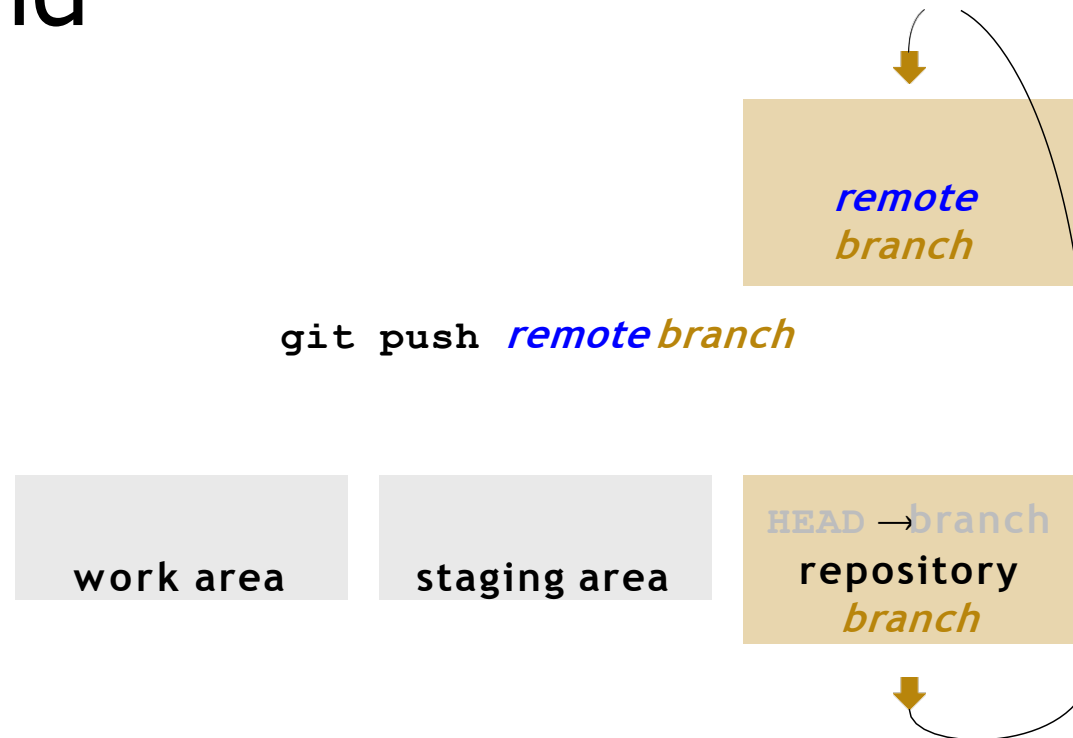 remote
branch
git push remote branch
HEAD → branch
work area staging area repository
branch